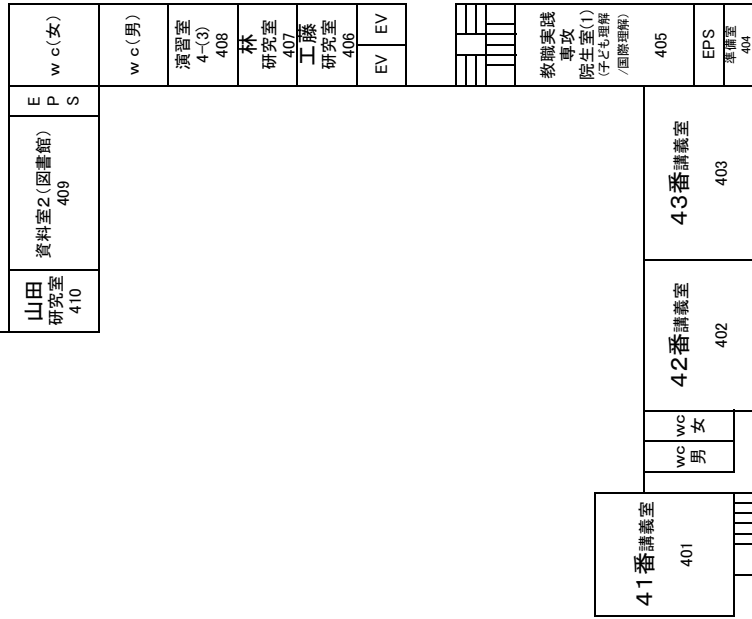 wc(女)
wc(男)
演習室
4-(3)
408
林
研究室
407
工藤
研究室
406
EV
EV
教職実践
専攻
院生室(1)
(子ども理解
/国際理解)
405
EPS
準備室
404
EPS
資料室2(図書館)
409
山田
研究室
410
43番講義室
403
42番講義室
402
wc
女
wc
男
41番講義室
401